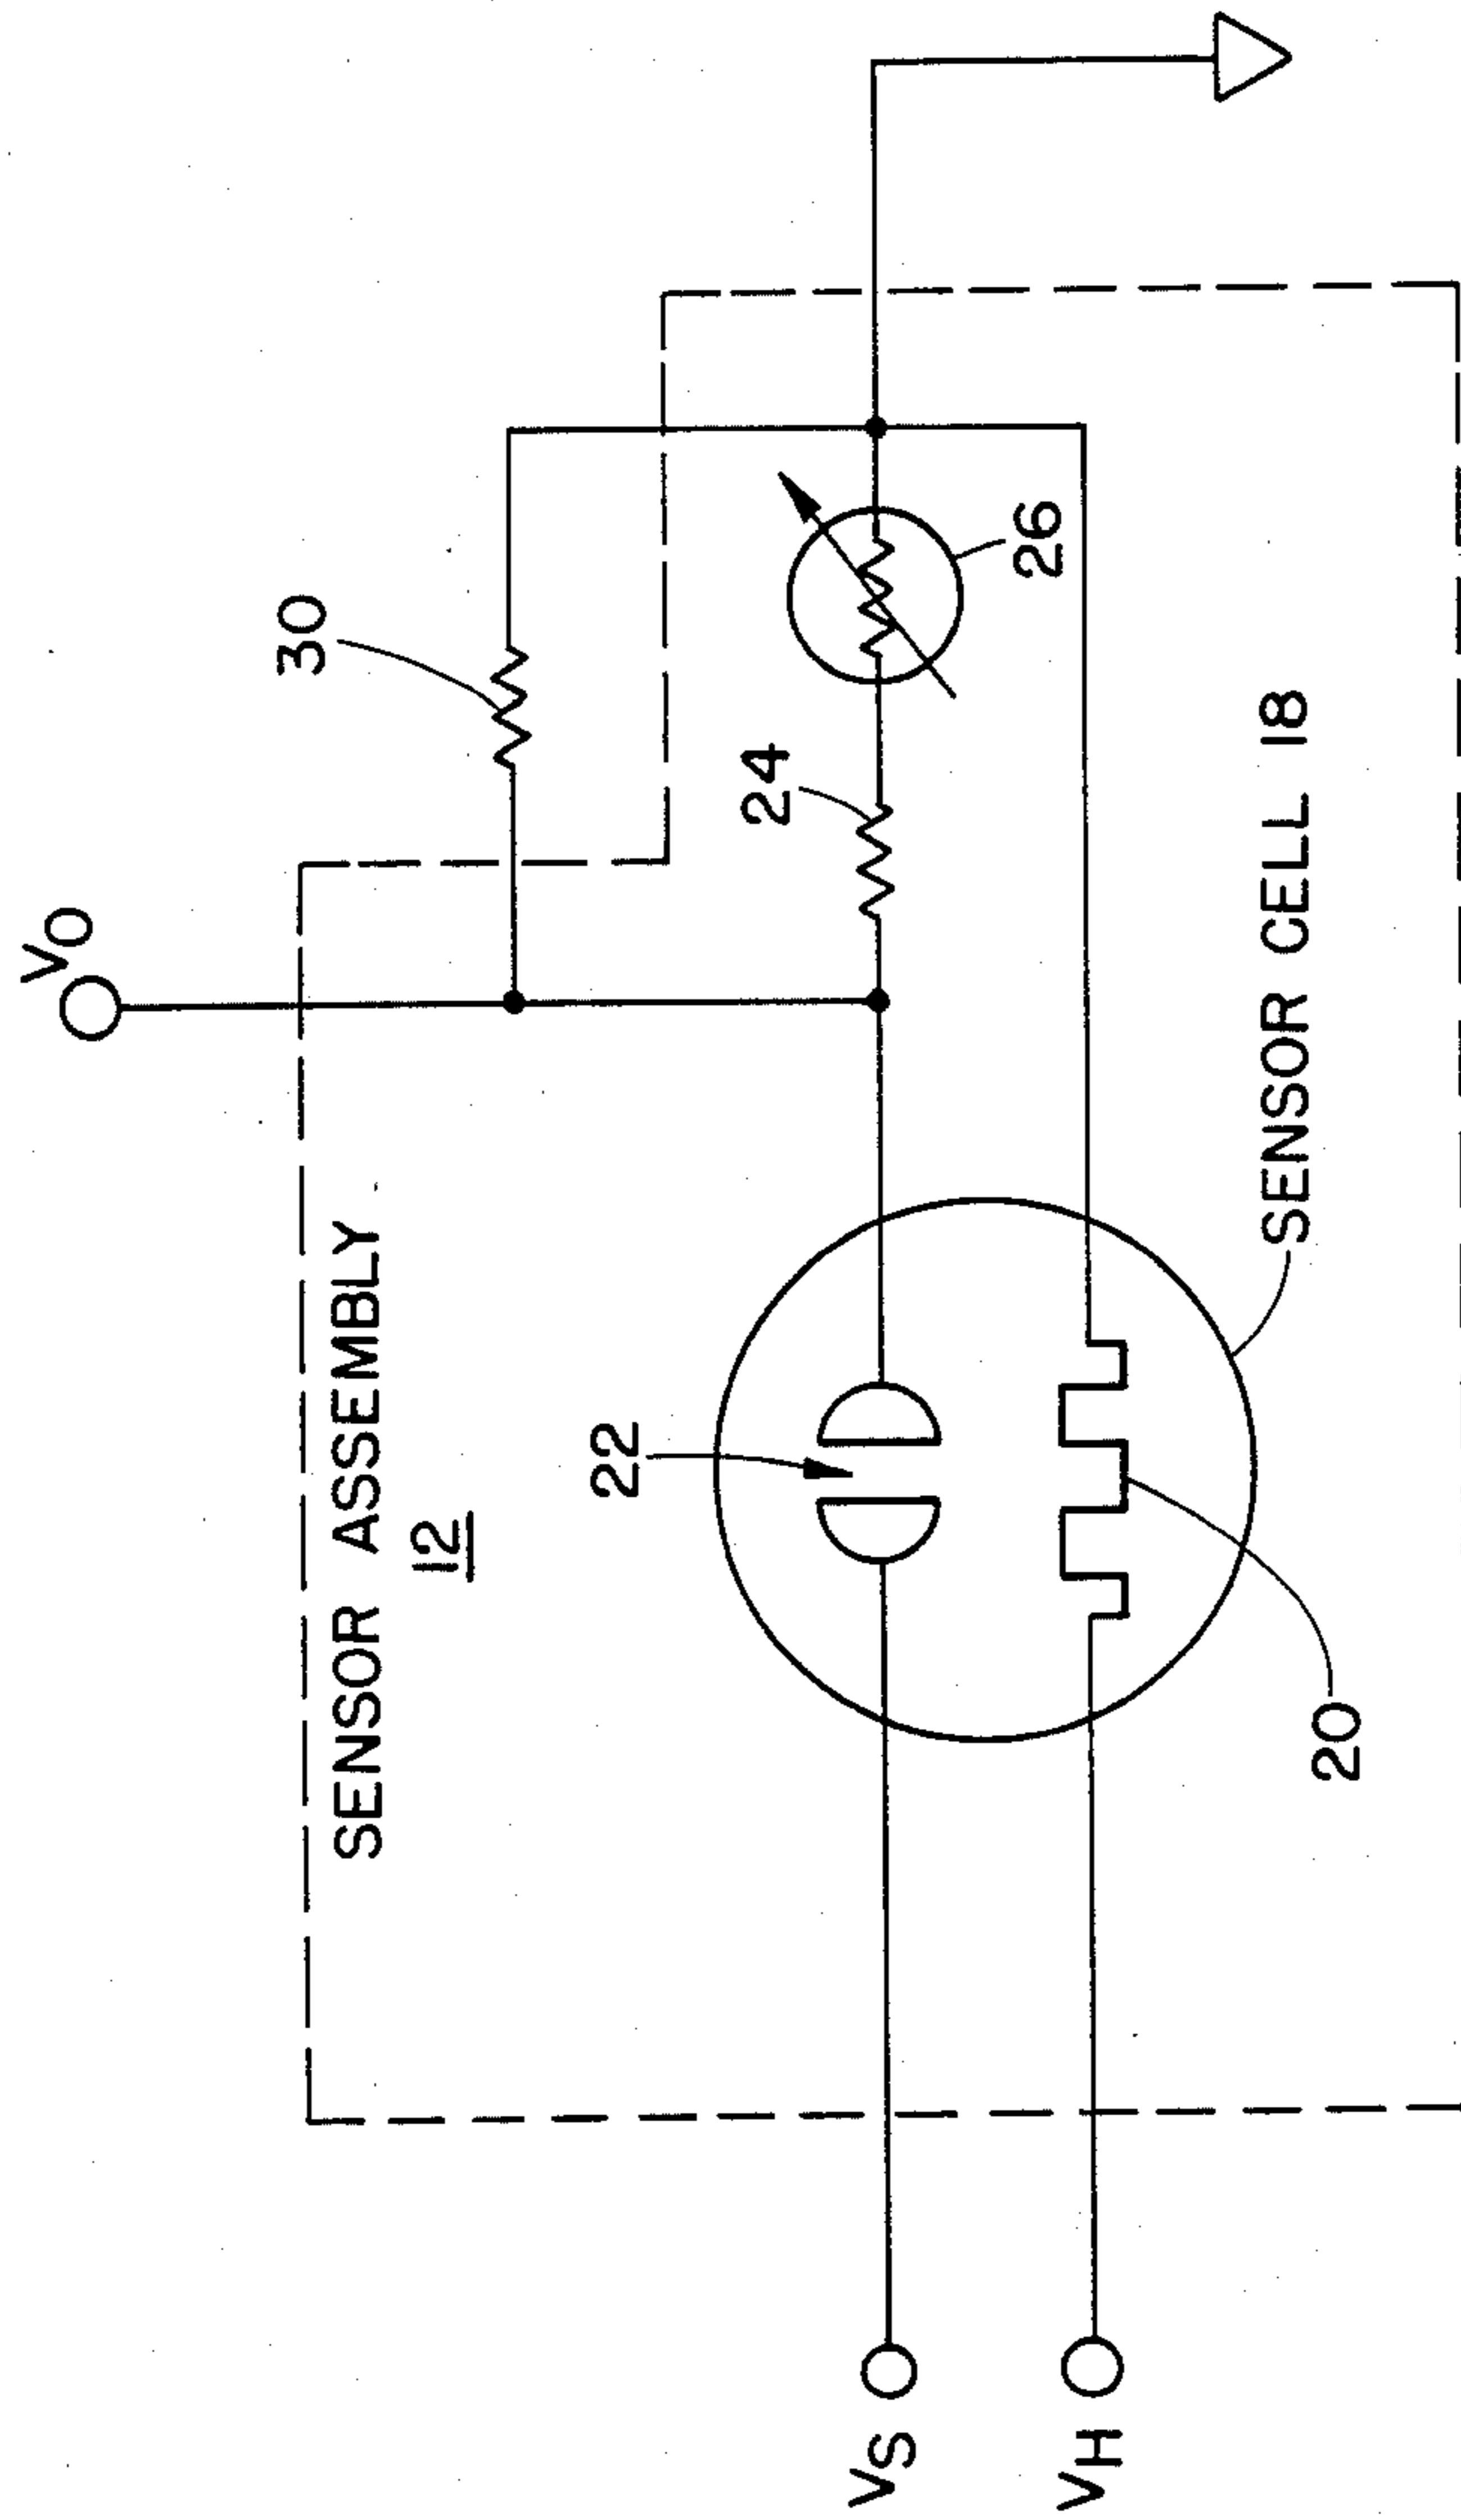 VO
30
SENSOR ASSEMBLY
12
24
26
22
VS
VH
20
SENSOR CELL 18